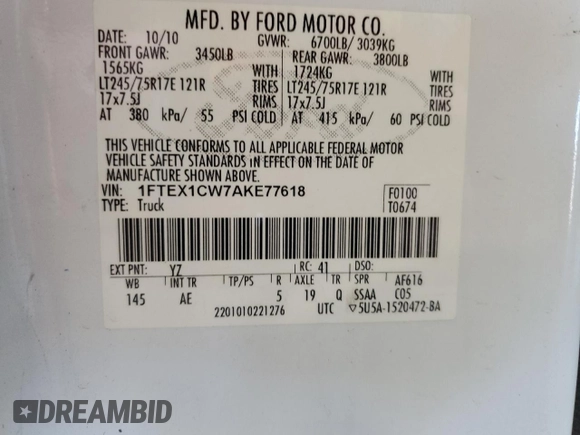 MFD. BY FORD MOTOR CO.
DATE: 10/10 GVWR: 6700LB/ 3039KG
FRONT GAWR: 3450LB REAR GAWR: 3800LB
1565KG WITH 1724KG WITH
LT245/75R17E 121R TIRES LT245/75R17E 121R TIRES
17x7.5J RIMS 17x7.5J RIMS
AT 380 kPa/ 55 PSI COLD AT 415 kPa/ 60 PSI COLD
THIS VEHICLE CONFORMS TO ALL APPLICABLE FEDERAL MOTOR
VEHICLE SAFETY STANDARDS IN EFFECT ON THE DATE OF
MANUFACTURE SHOWN ABOVE.
VIN: 1FTEX1CW7AKE77618 F0100
TYPE: Truck T0674
EXT PNT: YZ RC: 41 DSO:
WB INT TR TP/PS R AXLE TR SPR AF616
145 AE 5 19 Q SSAA C05
2201010221276 UTC ▽5U5A-1520472-BA
DREAMBID